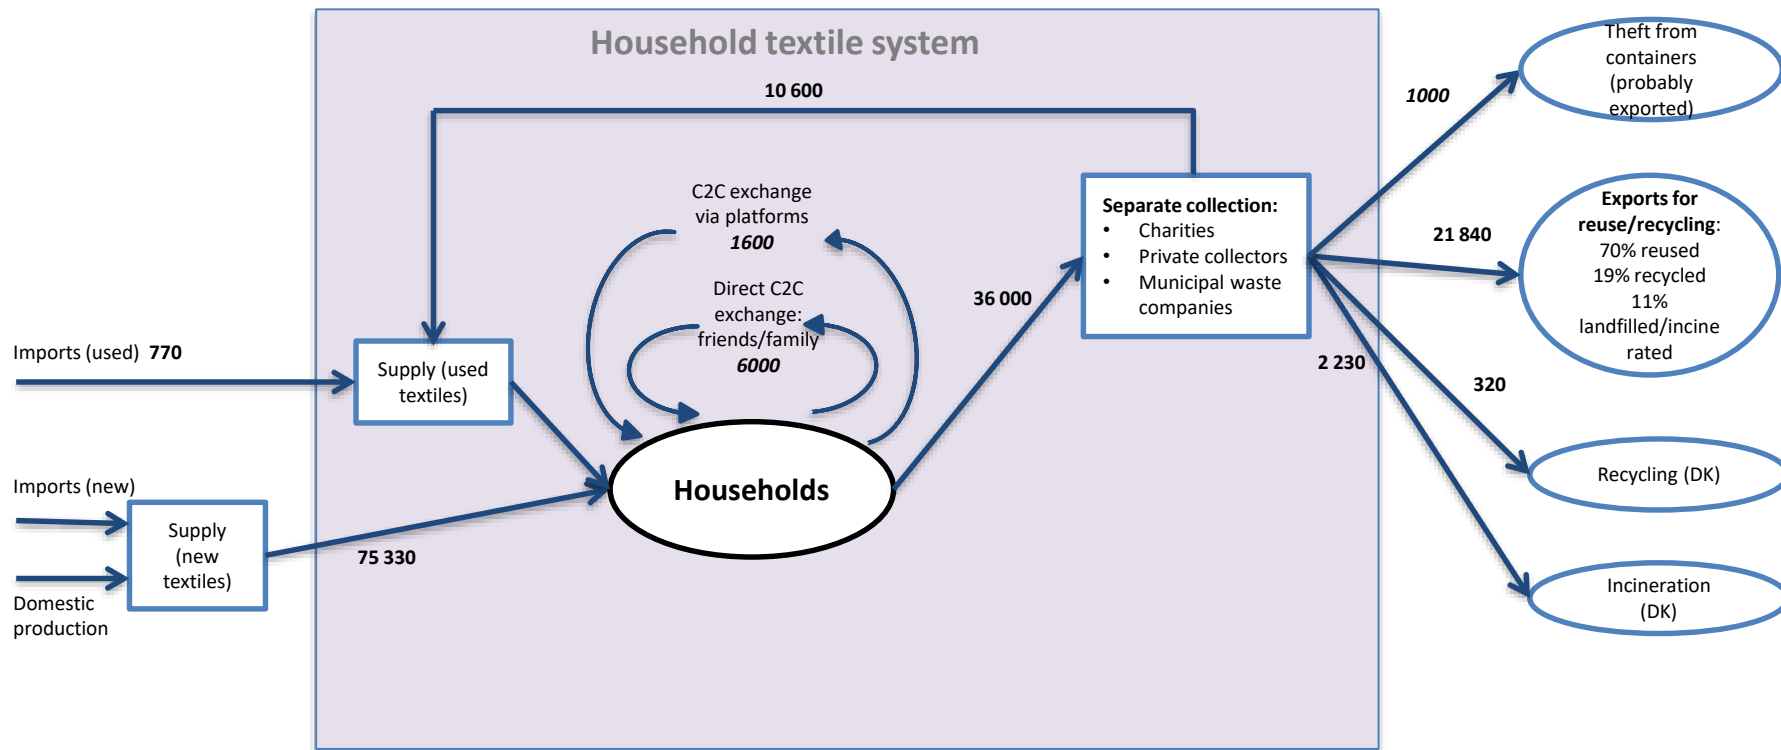 Household textile system
10 600
C2C exchange
via platforms
1600
Direct C2C
exchange:
friends/family
6000
Imports (used) 770
Supply (used
textiles)
Imports (new)
Supply
(new
textiles)
Domestic
production
75 330
Households
36 000
Separate collection:
• Charities
• Private collectors
• Municipal waste
companies
1000
21 840
2 230
320
Theft from
containers
(probably
exported)
Exports for
reuse/recycling:
70% reused
19% recycled
11%
landfilled/incine
rated
Recycling (DK)
Incineration
(DK)